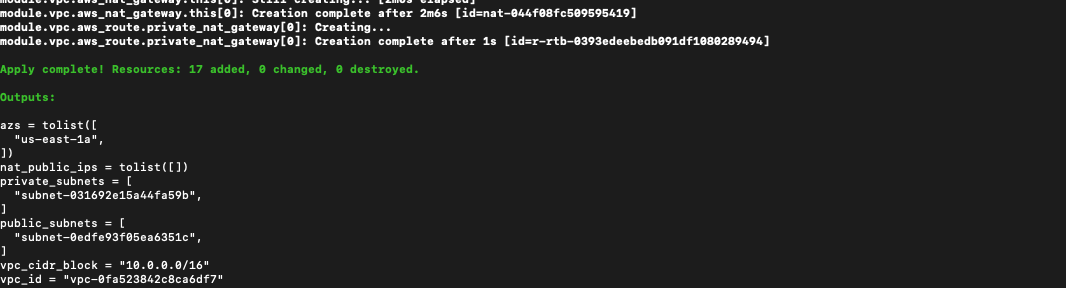 module.vpc.aws_nat_gateway.this[0]: Still creating... [2m0s elapsed]
module.vpc.aws_nat_gateway.this[0]: Creation complete after 2m6s [id=nat-044f08fc509595419]
module.vpc.aws_route.private_nat_gateway[0]: Creating...
module.vpc.aws_route.private_nat_gateway[0]: Creation complete after 1s [id=r-rtb-0393edeebedb091df1080289494]
Apply complete! Resources: 17 added, 0 changed, 0 destroyed.
Outputs:
azs = tolist([
  "us-east-1a",
])
nat_public_ips = tolist([])
private_subnets = [
  "subnet-031692e15a44fa59b",
]
public_subnets = [
  "subnet-0edfe93f05ea6351c",
]
vpc_cidr_block = "10.0.0.0/16"
vpc_id = "vpc-0fa523842c8ca6df7"